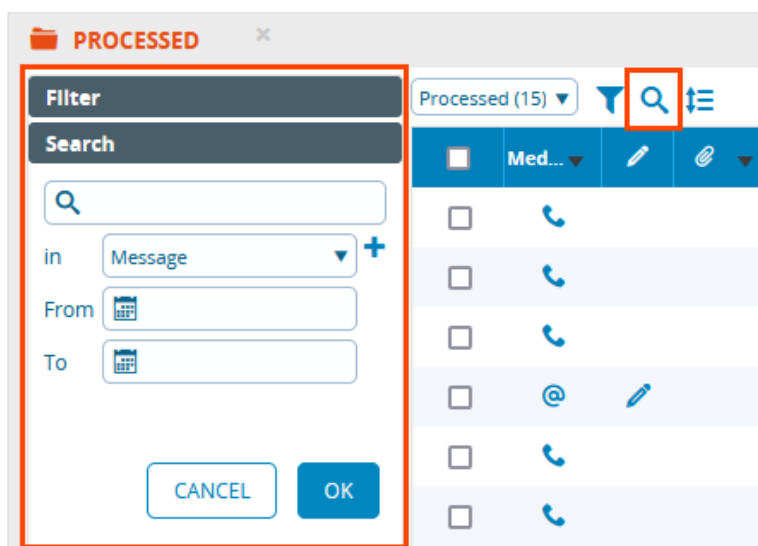 PROCESSED
Filter
Search
in
Message
From
To
CANCEL
OK
Processed (15)
Med...
@